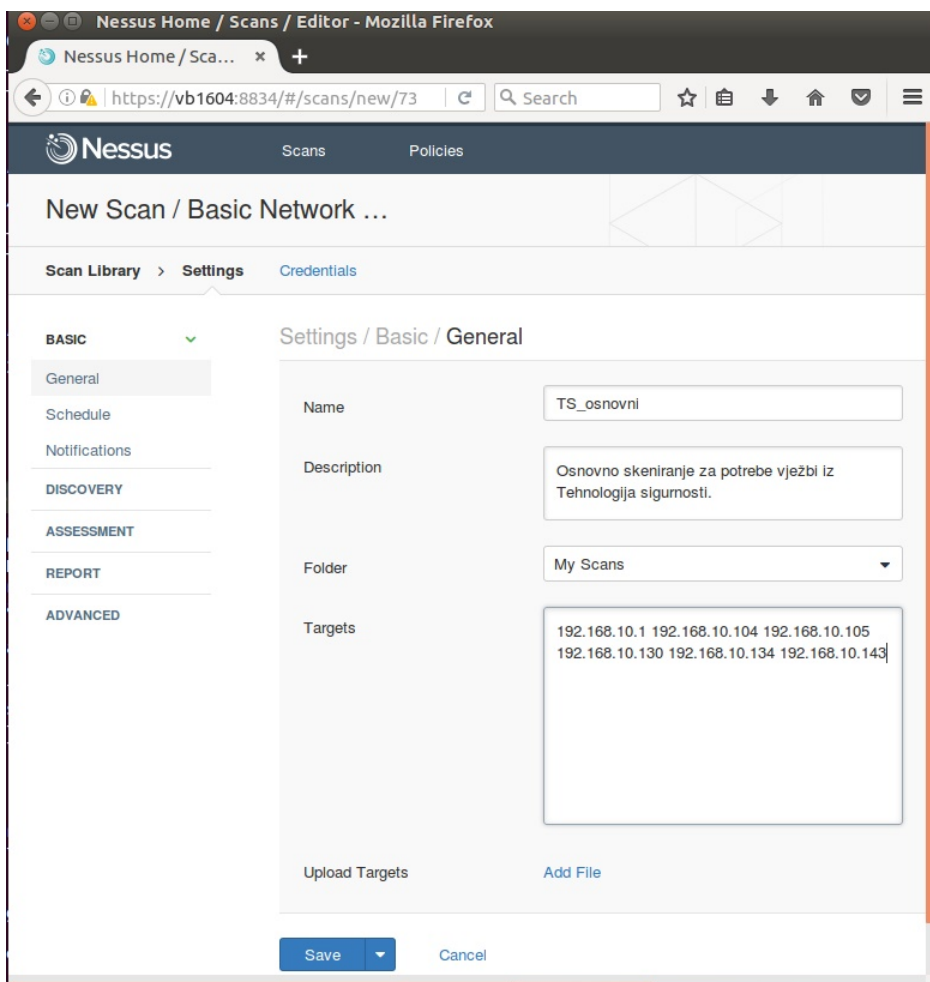 Nessus Home / Scans / Editor - Mozilla Firefox
Nessus Home / Sca...
https://vb1604:8834/#/scans/new/73
Search
Nessus
Scans
Policies
New Scan / Basic Network ...
Scan Library > Settings
Credentials
BASIC
General
Schedule
Notifications
DISCOVERY
ASSESSMENT
REPORT
ADVANCED
Settings / Basic / General
Name
TS_osnovni
Description
Osnovno skeniranje za potrebe vježbi iz
Tehnologija sigurnosti.
Folder
My Scans
Targets
192.168.10.1 192.168.10.104 192.168.10.105
192.168.10.130 192.168.10.134 192.168.10.143
Upload Targets
Add File
Save
Cancel